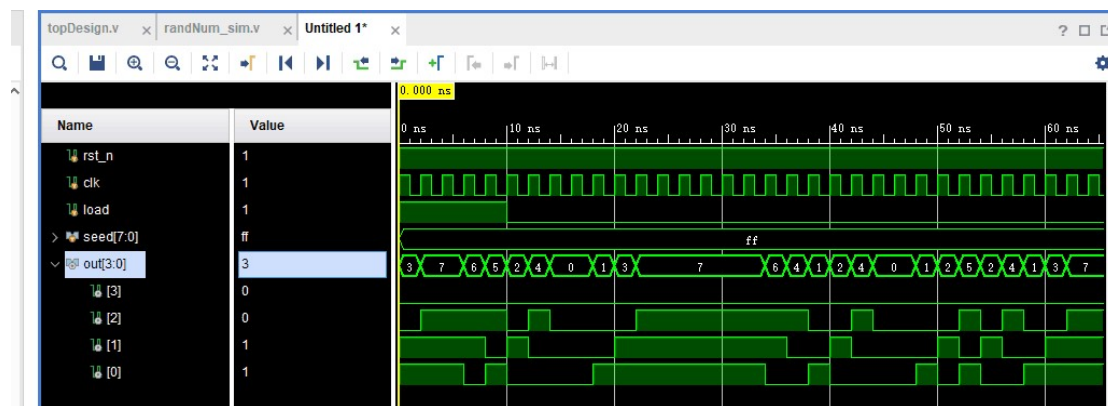 topDesign.v × randNum_sim.v × Untitled 1* ×
? 
0.000 ns
Name Value
0 ns 10 ns 20 ns 30 ns 40 ns 50 ns 60 ns
rst_n 1
clk 1
load 1
seed[7:0] ff ff
out[3:0] 3 3 7 6 5 2 4 0 1 3 7 6 4 1 2 4 0 1 2 5 2 4 1 3 7
[3] 0
[2] 0
[1] 1
[0] 1